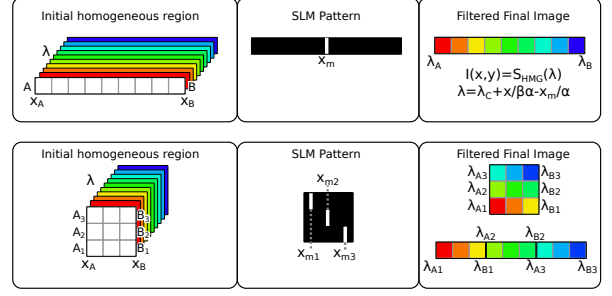 Initial homogeneous region
λ
A
B
x_A
x_B
SLM Pattern
x_m
Filtered Final Image
λ_A
λ_B
I(x,y)=S_HMG(λ)
λ=λ_C+x/βα-x_m/α
Initial homogeneous region
λ
A_3
B_3
A_2
B_2
A_1
B_1
x_A
x_B
SLM Pattern
x_m2
x_m1
x_m3
Filtered Final Image
λ_A3
λ_B3
λ_A2
λ_B2
λ_A1
λ_B1
λ_A2
λ_B2
λ_A1
λ_B1
λ_A3
λ_B3